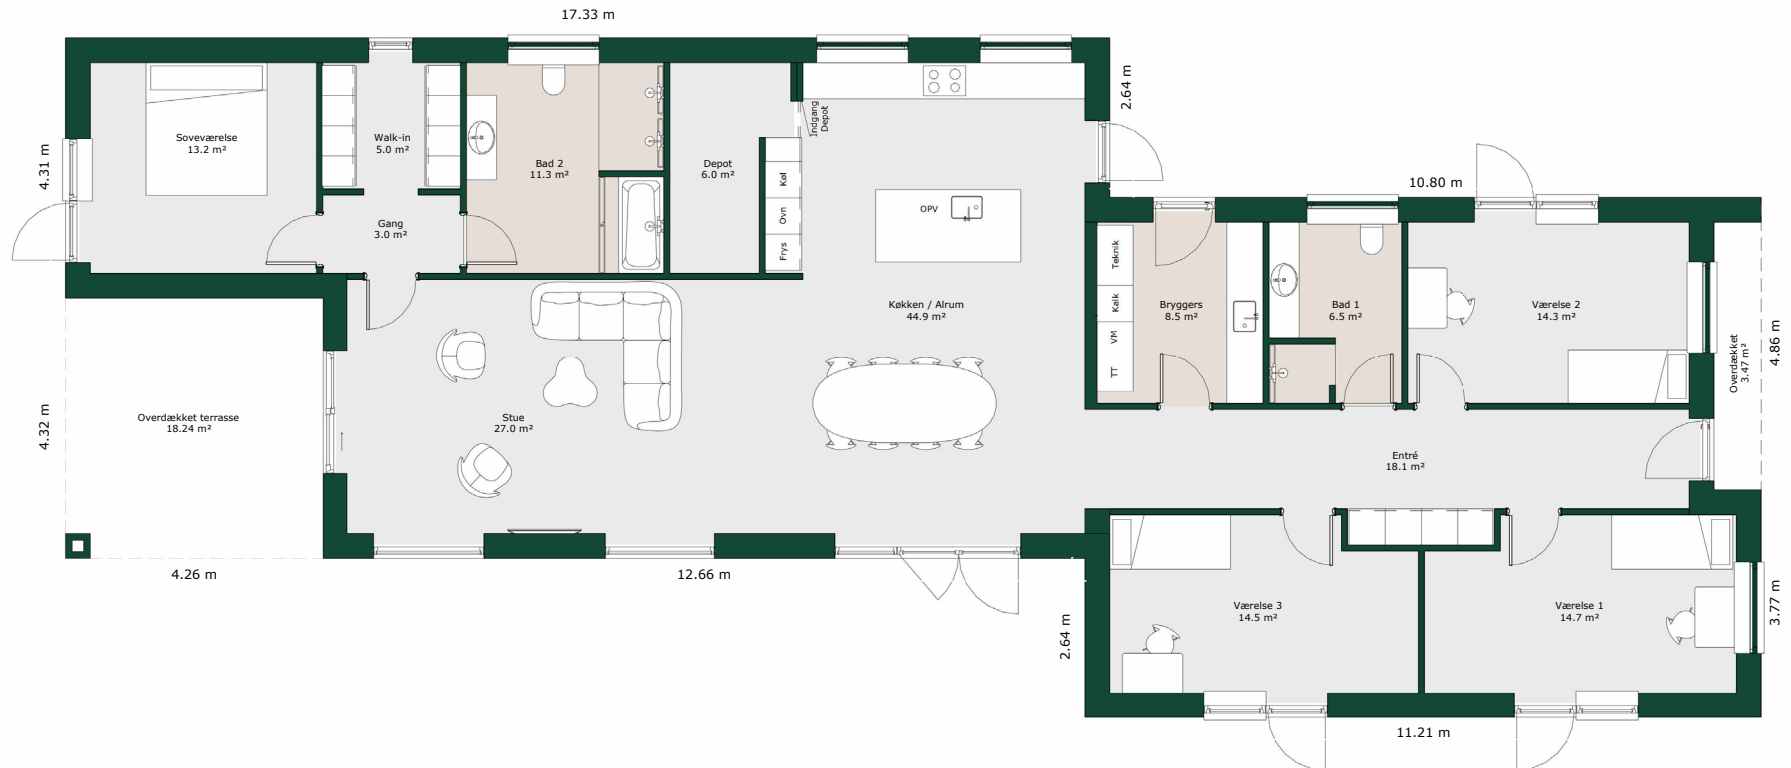 17.33 m
2.64 m
4.31 m
Soveværelse
13.2 m²
Walk-in
5.0 m²
Bad 2
11.3 m²
Depot
6.0 m²
Indgang
Depot
Køl
Ovn
Frys
OPV
Gang
3.0 m²
10.80 m
Teknik
Kalk
VM
TT
Bryggers
8.5 m²
Bad 1
6.5 m²
Værelse 2
14.3 m²
Overdækket
3.47 m²
4.86 m
Køkken / Alrum
44.9 m²
4.32 m
Overdækket terrasse
18.24 m²
Stue
27.0 m²
Entré
18.1 m²
4.26 m
12.66 m
2.64 m
Værelse 3
14.5 m²
Værelse 1
14.7 m²
3.77 m
11.21 m